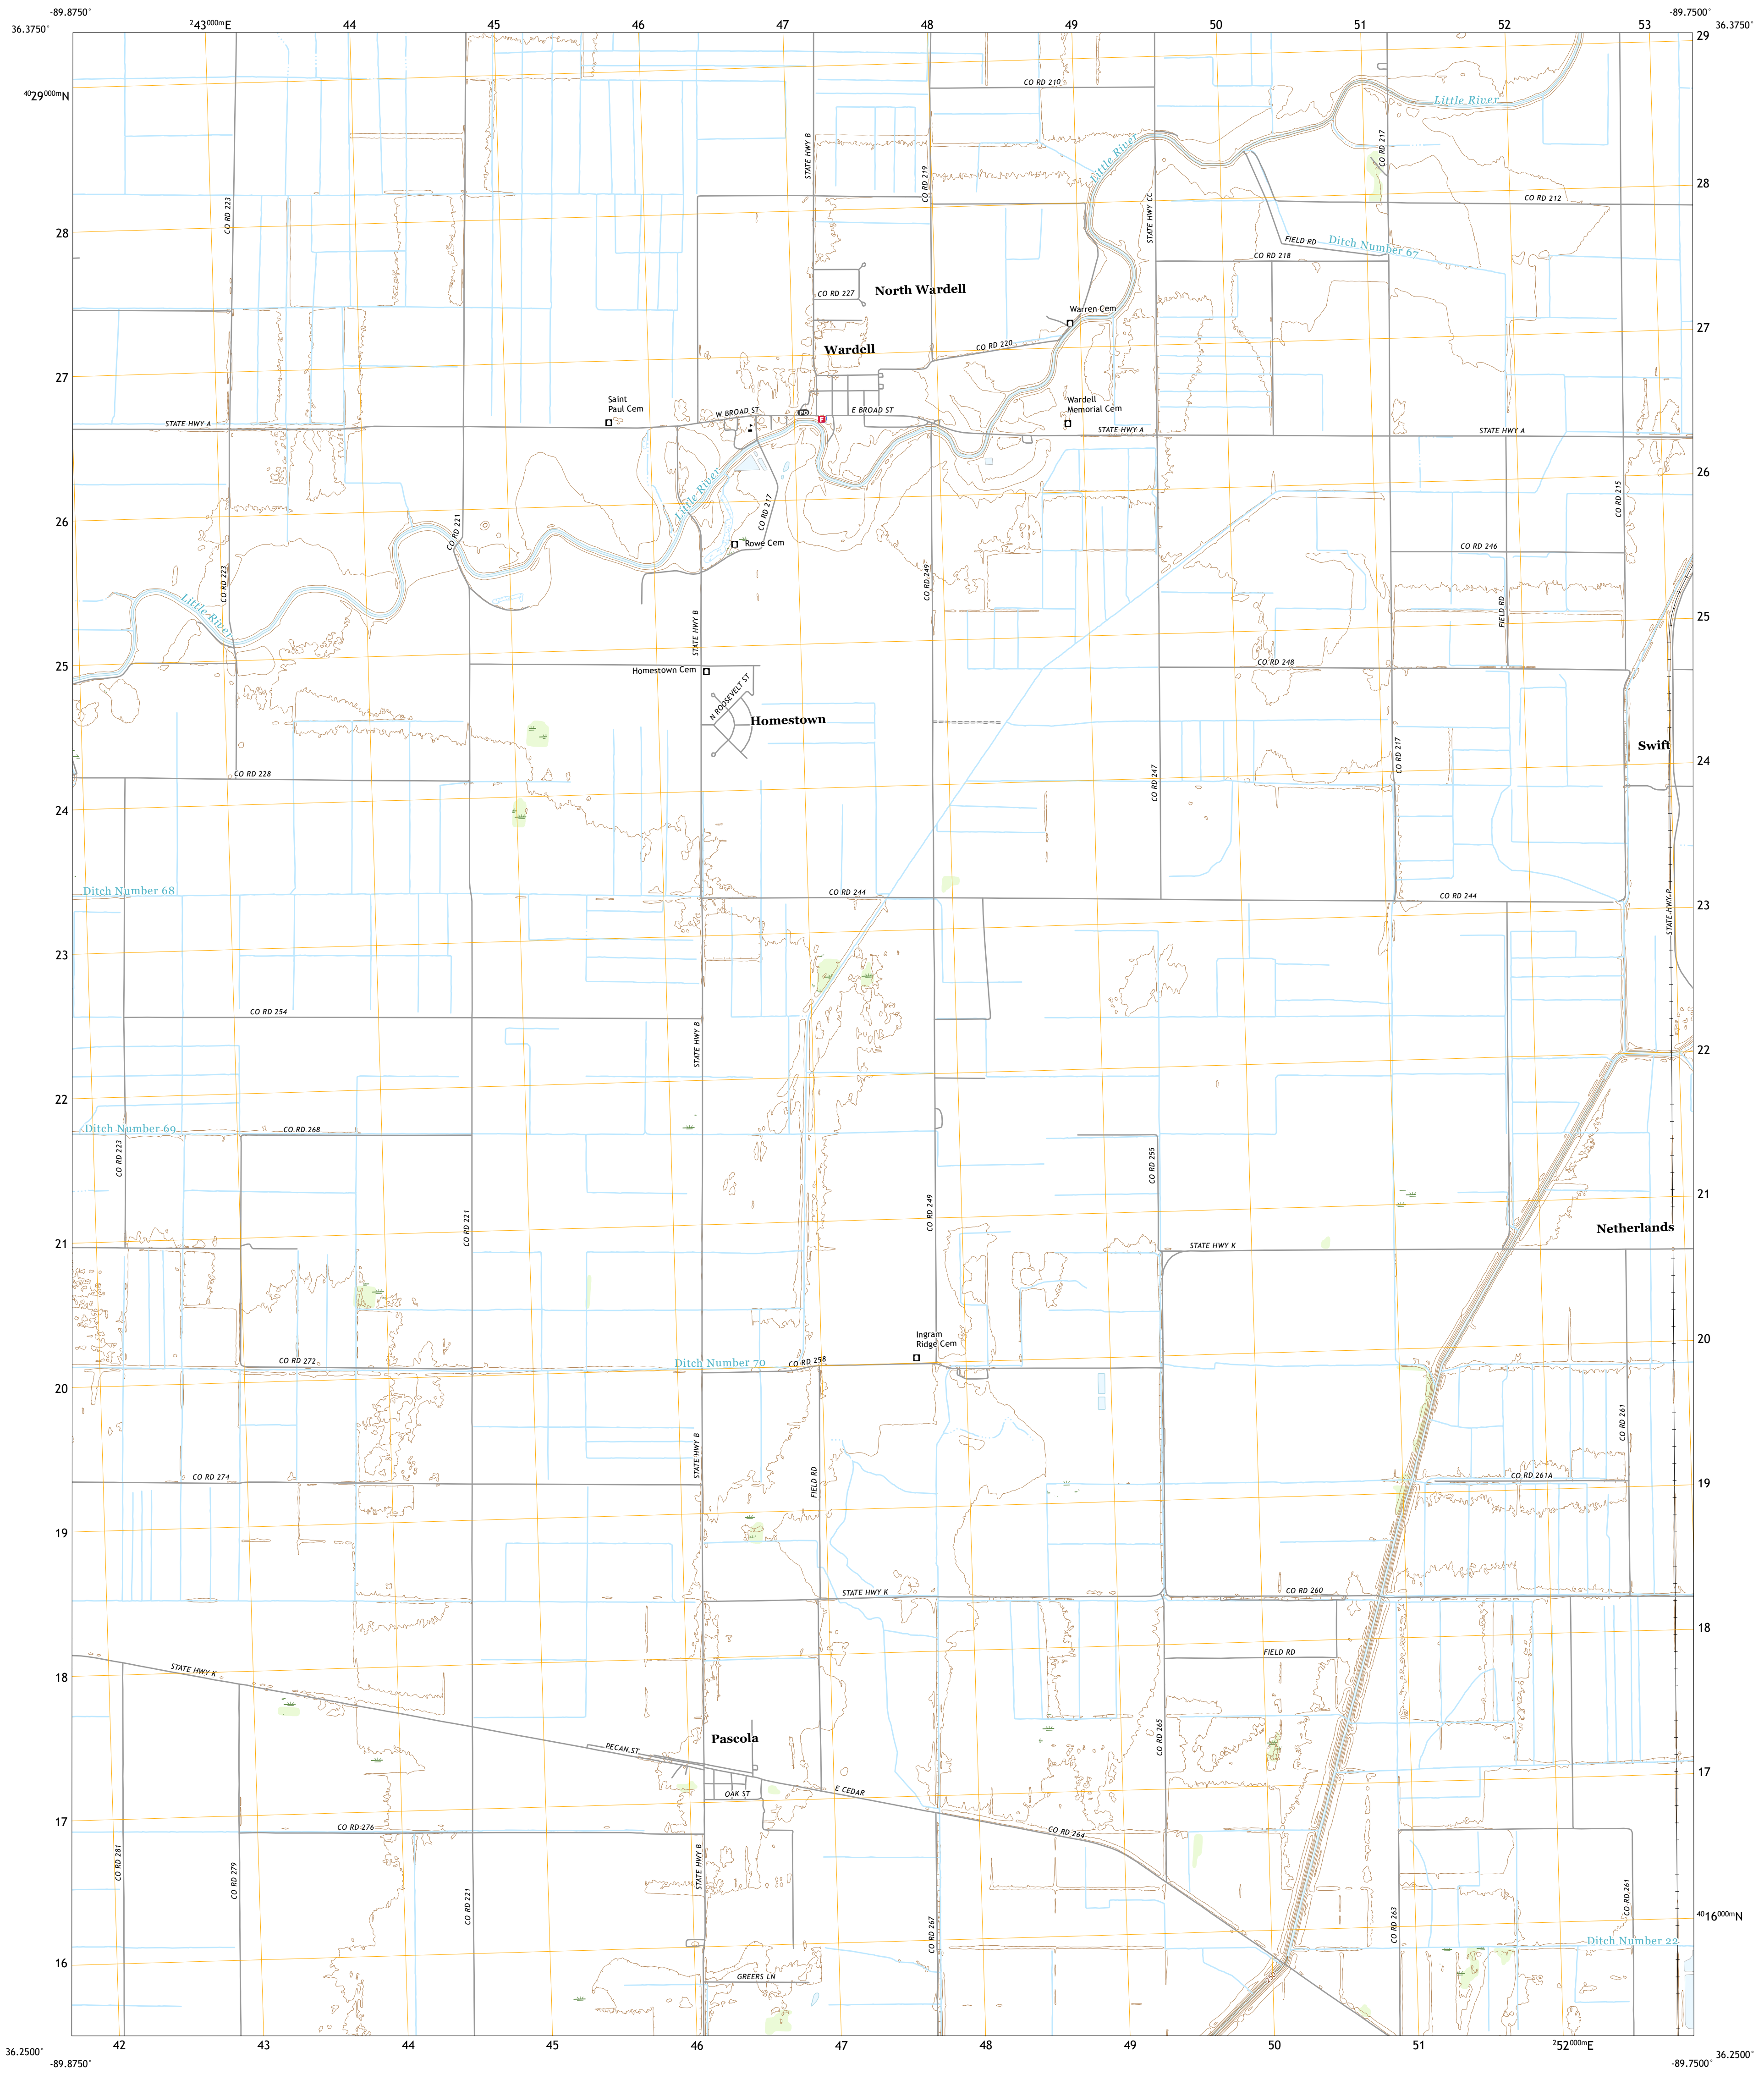 -89.8750° -89.7500°
36.3750° ²43⁰⁰⁰ᵐE 44 45 46 47 48 49 50 51 52 53 36.3750°
29
Little River
CO RD 210
⁴⁰29⁰⁰⁰ᵐN
STATE HWY B
Little River
CO RD 217
CO RD 219
28
CO RD 223
STATE HWY CC
CO RD 212
28
FIELD RD
Ditch Number 67
CO RD 218
CO RD 227
North Wardell
Warren Cem
27
CO RD 220
Wardell
27
Saint
Paul Cem
Wardell
Memorial Cem
W BROAD ST
PO
E BROAD ST
F
STATE HWY A
STATE HWY A
STATE HWY A
26
Little River
CO RD 217
CO RD 215
26
CO RD 221
Rowe Cem
CO RD 246
CO RD 223
CO RD 249
Little River
STATE HWY B
FIELD RD
25
25
Homestown Cem
CO RD 248
N ROOSEVELT ST
Homestown
Swift
CO RD 217
24
CO RD 228
CO RD 247
24
Ditch Number 68
CO RD 244
CO RD 244
23
STATE HWY P
23
CO RD 254
STATE HWY B
22
22
Ditch Number 69
CO RD 268
CO RD 223
CO RD 255
21
CO RD 221
CO RD 249
Netherlands
21
STATE HWY K
Ingram
Ridge Cem
20
CO RD 272
Ditch Number 70
CO RD 258
20
CO RD 261
STATE HWY B
CO RD 274
FIELD RD
CO RD 261A
19
19
STATE HWY K
CO RD 260
18
STATE HWY K
FIELD RD
18
CO RD 265
Pascola
PECAN ST
17
OAK ST
E CEDAR
17
CO RD 276
CO RD 264
CO RD 281
CO RD 279
STATE HWY B
CO RD 221
CO RD 267
CO RD 263
CO RD 261
⁴⁰16⁰⁰⁰ᵐN
Ditch Number 22
16
GREERS LN
250
36.2500° 42 43 44 45 46 47 48 49 50 51 ²52⁰⁰⁰ᵐE 36.2500°
-89.8750° -89.7500°